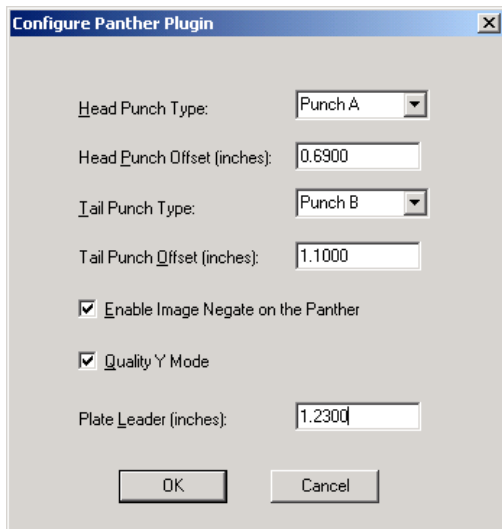 Configure Panther Plugin
Head Punch Type: Punch A
Head Punch Offset (inches): 0.6900
Tail Punch Type: Punch B
Tail Punch Offset (inches): 1.1000
Enable Image Negate on the Panther
Quality Y Mode
Plate Leader (inches): 1.2300
OK Cancel